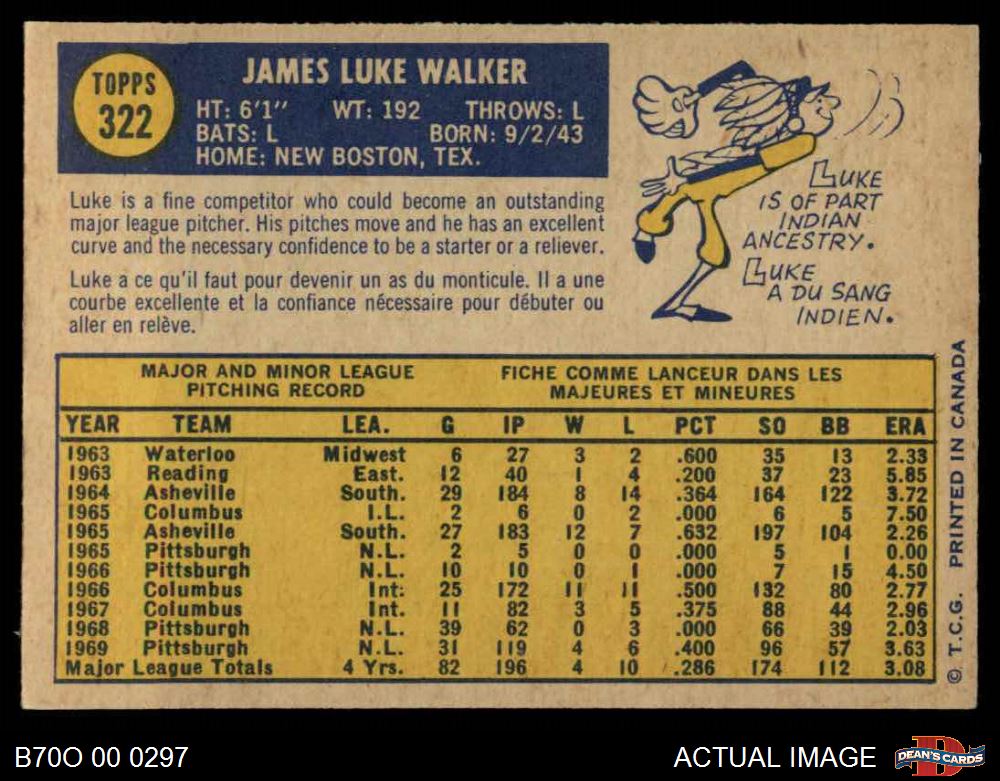 TOPPS
322
JAMES LUKE WALKER
HT: 6'1" WT: 192 THROWS: L
BATS: L BORN: 9/2/43
HOME: NEW BOSTON, TEX.
Luke is a fine competitor who could become an outstanding
major league pitcher. His pitches move and he has an excellent
curve and the necessary confidence to be a starter or a reliever.
Luke a ce qu'il faut pour devenir un as du monticule. Il a une
courbe excellente et la confiance nécessaire pour débuter ou
aller en relève.
LUKE
IS OF PART
INDIAN
ANCESTRY.
LUKE
A DU SANG
INDIEN.
MAJOR AND MINOR LEAGUE
PITCHING RECORD
FICHE COMME LANCEUR DANS LES
MAJEURES ET MINEURES
YEAR TEAM LEA. G IP W L PCT SO BB ERA
1963 Waterloo Midwest 6 27 3 2 .600 35 13 2.33
1963 Reading East. 12 40 1 4 .200 37 23 5.85
1964 Asheville South. 29 184 8 14 .364 164 122 3.72
1965 Columbus I.L. 2 6 0 2 .000 6 5 7.50
1965 Asheville South. 27 183 12 7 .632 197 104 2.26
1965 Pittsburgh N.L. 2 5 0 0 .000 5 1 0.00
1966 Pittsburgh N.L. 10 10 0 1 .000 7 15 4.50
1966 Columbus Int: 25 172 11 11 .500 132 80 2.77
1967 Columbus Int. 11 82 3 5 .375 88 44 2.96
1968 Pittsburgh N.L. 39 62 0 3 .000 66 39 2.03
1969 Pittsburgh N.L. 31 119 4 6 .400 96 57 3.63
Major League Totals 4 Yrs. 82 196 4 10 .286 174 112 3.08
© T.C.G. PRINTED IN CANADA
B70O 00 0297
ACTUAL IMAGE
D
DEAN'S CARDS